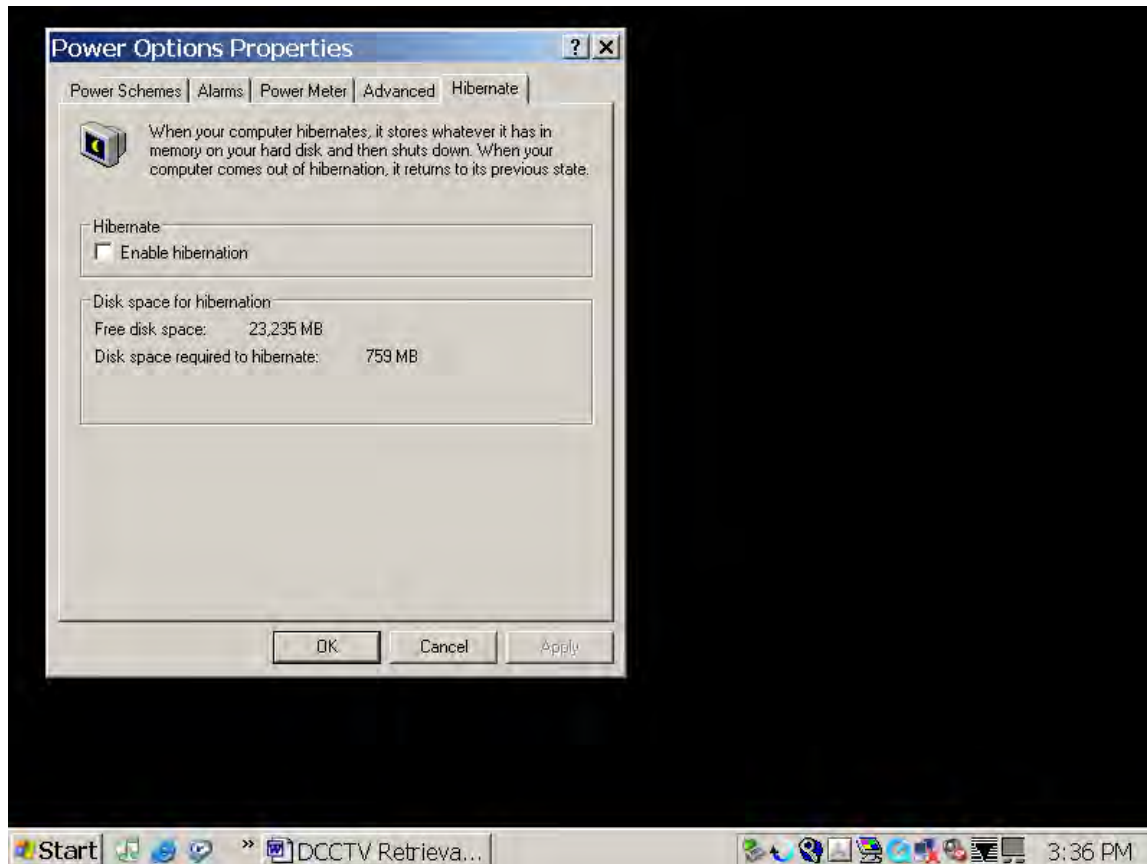 Power Options Properties
Power Schemes Alarms Power Meter Advanced Hibernate
When your computer hibernates, it stores whatever it has in
memory on your hard disk and then shuts down. When your
computer comes out of hibernation, it returns to its previous state.
Hibernate
Enable hibernation
Disk space for hibernation
Free disk space: 23,235 MB
Disk space required to hibernate: 759 MB
OK Cancel Apply
Start » DCCTV Retrieva... 3:36 PM